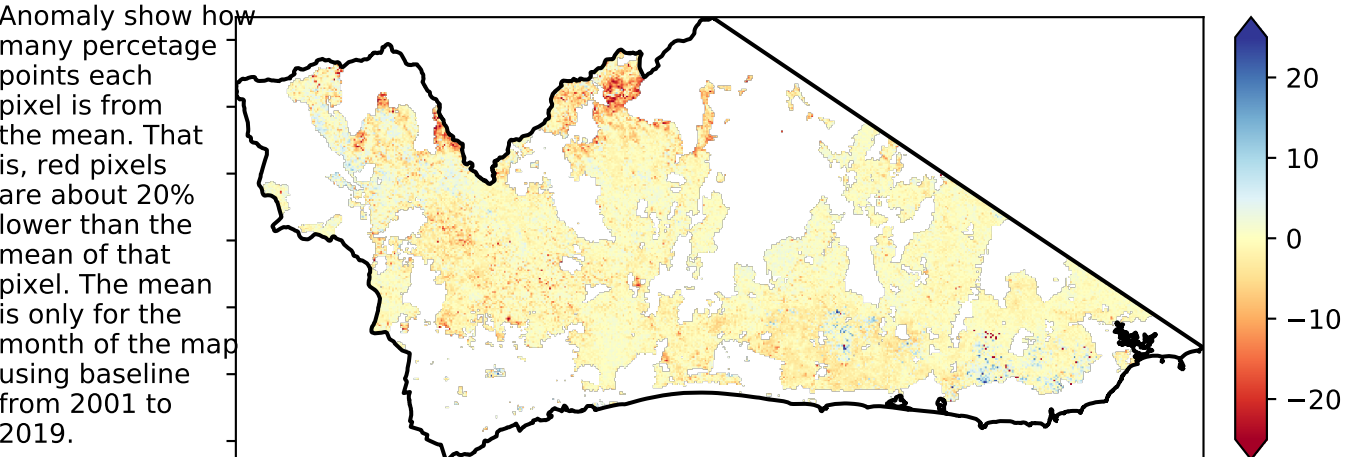 Anomaly show how
many percetage
points each
pixel is from
the mean. That
is, red pixels
are about 20%
lower than the
mean of that
pixel. The mean
is only for the
month of the map
using baseline
from 2001 to
2019.
20
10
0
−10
−20